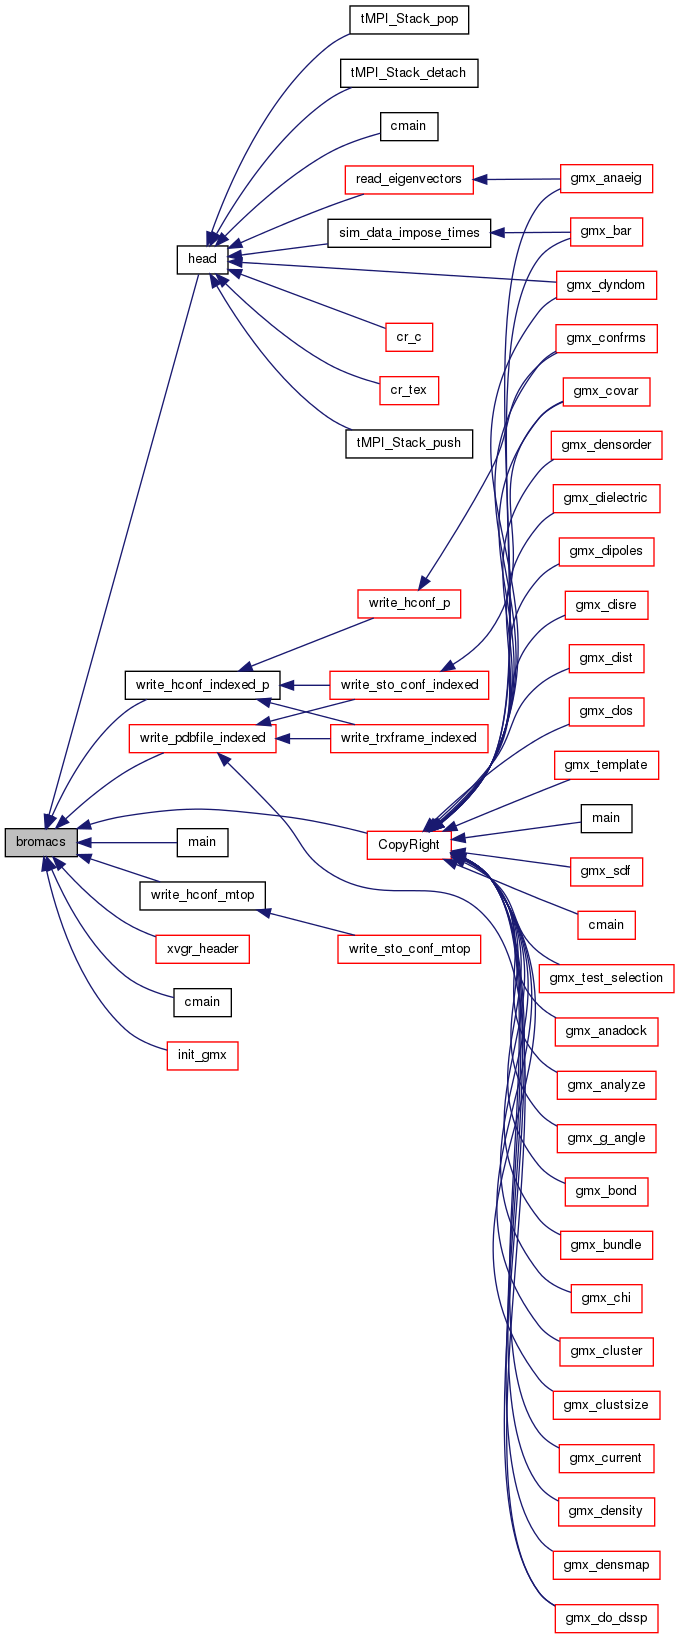 tMPI_Stack_pop
tMPI_Stack_detach
cmain
read_eigenvectors
gmx_anaeig
sim_data_impose_times
gmx_bar
head
gmx_dyndom
cr_c
gmx_confrms
cr_tex
gmx_covar
tMPI_Stack_push
gmx_densorder
gmx_dielectric
gmx_dipoles
write_hconf_p
gmx_disre
gmx_dist
write_hconf_indexed_p
write_sto_conf_indexed
gmx_dos
write_pdbfile_indexed
write_trxframe_indexed
gmx_template
main
bromacs
main
CopyRight
gmx_sdf
write_hconf_mtop
cmain
xvgr_header
write_sto_conf_mtop
gmx_test_selection
cmain
gmx_anadock
init_gmx
gmx_analyze
gmx_g_angle
gmx_bond
gmx_bundle
gmx_chi
gmx_cluster
gmx_clustsize
gmx_current
gmx_density
gmx_densmap
gmx_do_dssp